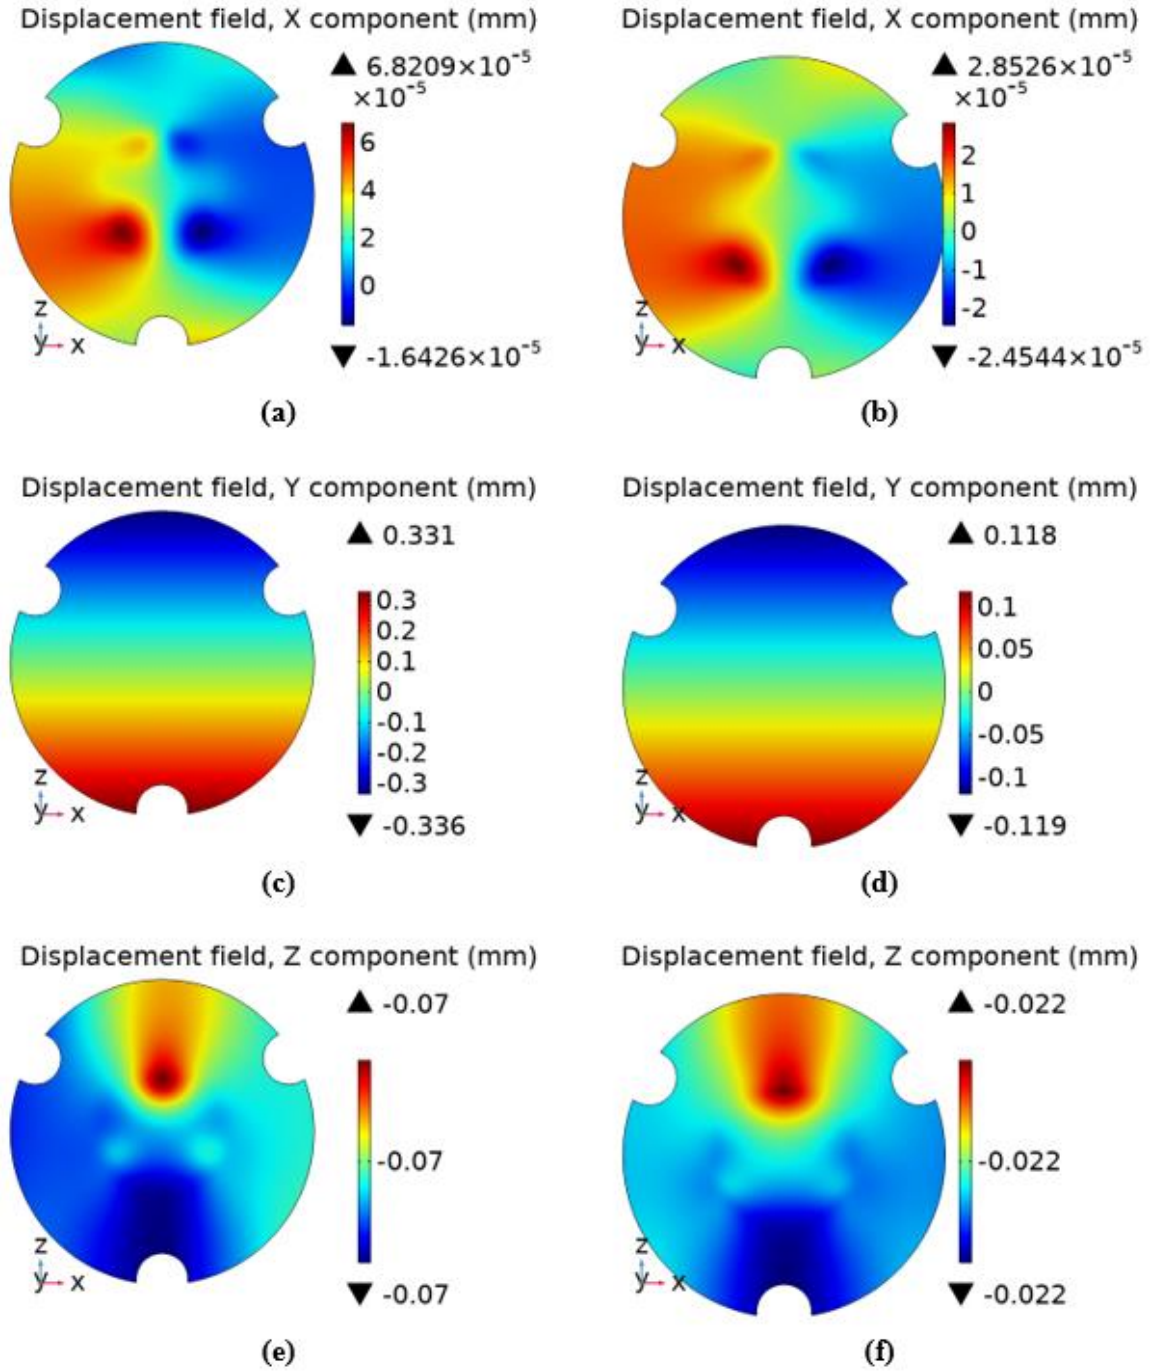 Displacement field, X component (mm)
▲ 6.8209×10⁻⁵
×10⁻⁵
6
4
2
0
z
y x
▼ -1.6426×10⁻⁵
(a)
Displacement field, X component (mm)
▲ 2.8526×10⁻⁵
×10⁻⁵
2
1
0
-1
-2
z
y x
▼ -2.4544×10⁻⁵
(b)
Displacement field, Y component (mm)
▲ 0.331
0.3
0.2
0.1
0
-0.1
-0.2
-0.3
z
y x
▼ -0.336
(c)
Displacement field, Y component (mm)
▲ 0.118
0.1
0.05
0
-0.05
-0.1
z
y x
▼ -0.119
(d)
Displacement field, Z component (mm)
▲ -0.07
-0.07
z
y x
▼ -0.07
(e)
Displacement field, Z component (mm)
▲ -0.022
-0.022
z
y x
▼ -0.022
(f)